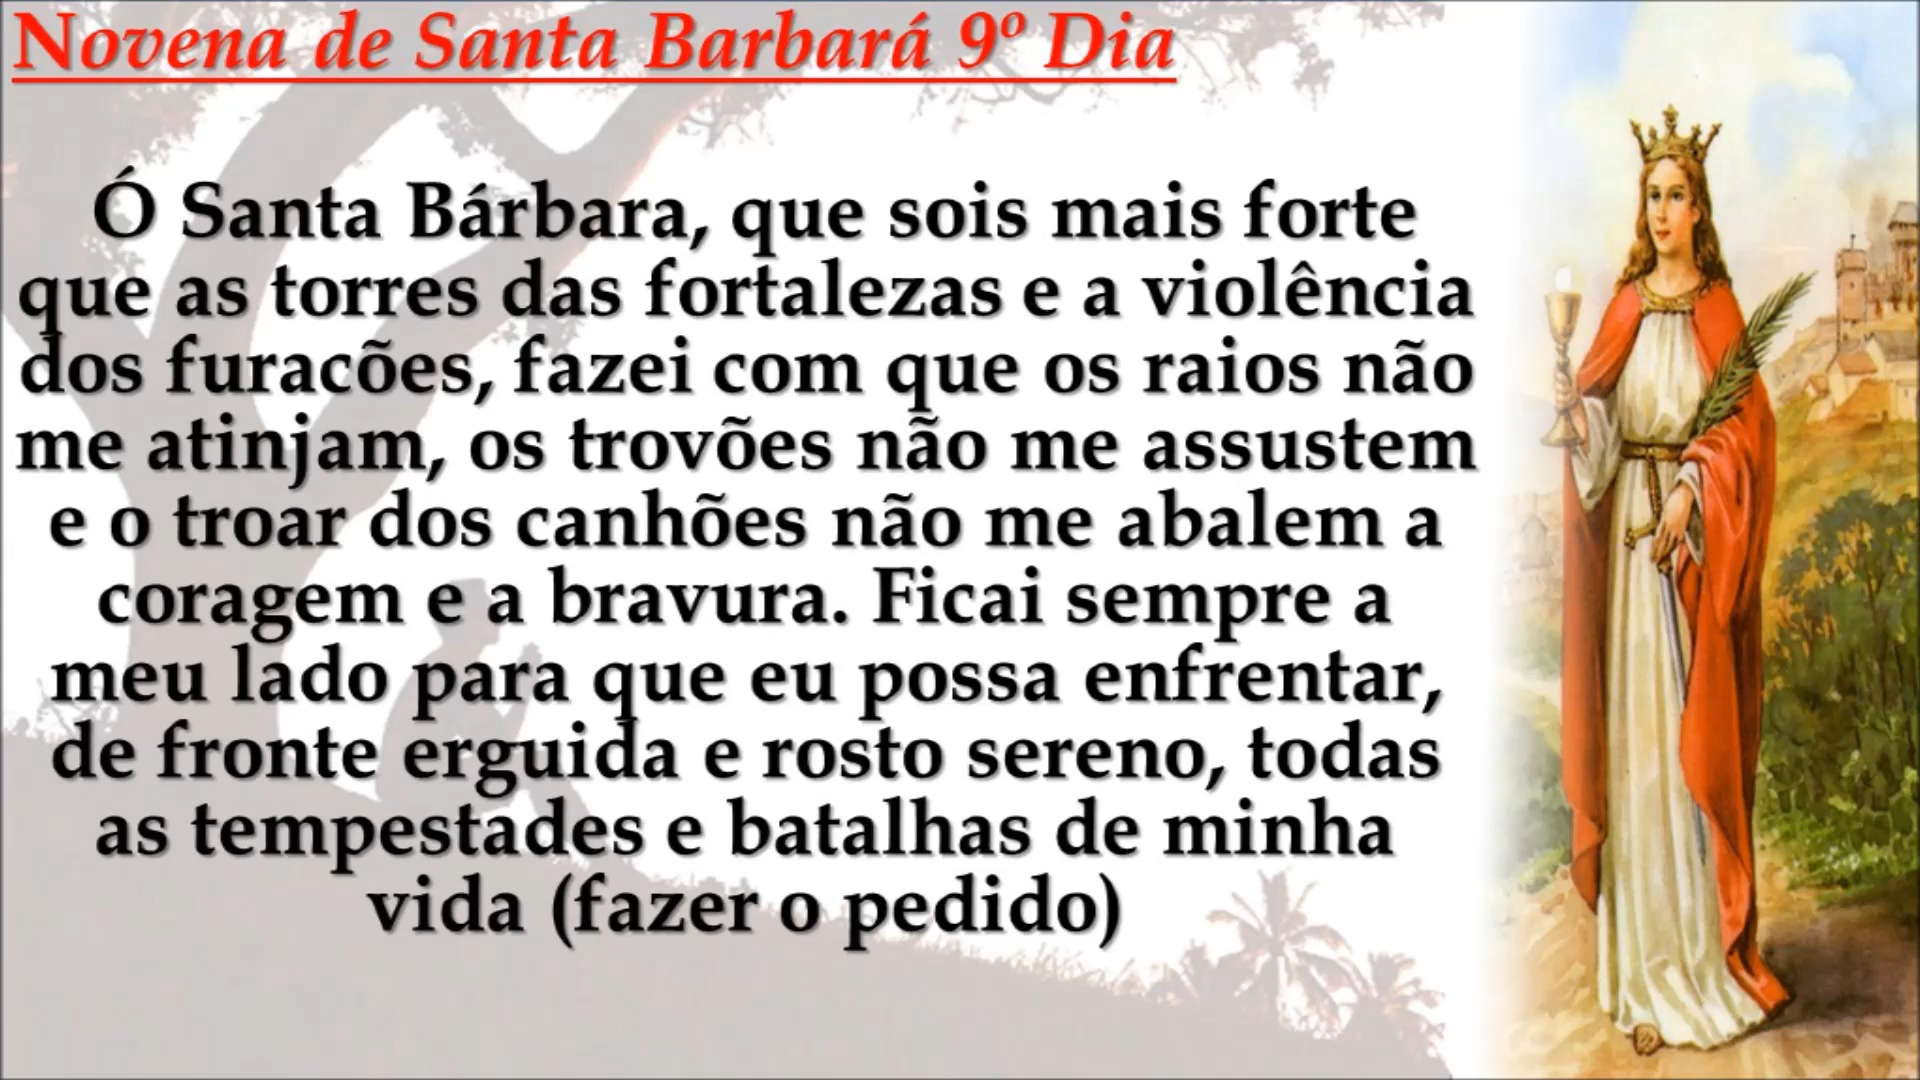 Novena de Santa Barbará 9º Dia
Ó Santa Bárbara, que sois mais forte
que as torres das fortalezas e a violência
dos furacões, fazei com que os raios não
me atinjam, os trovões não me assustem
e o troar dos canhões não me abalem a
coragem e a bravura. Ficai sempre a
meu lado para que eu possa enfrentar,
de fronte erguida e rosto sereno, todas
as tempestades e batalhas de minha
vida (fazer o pedido)